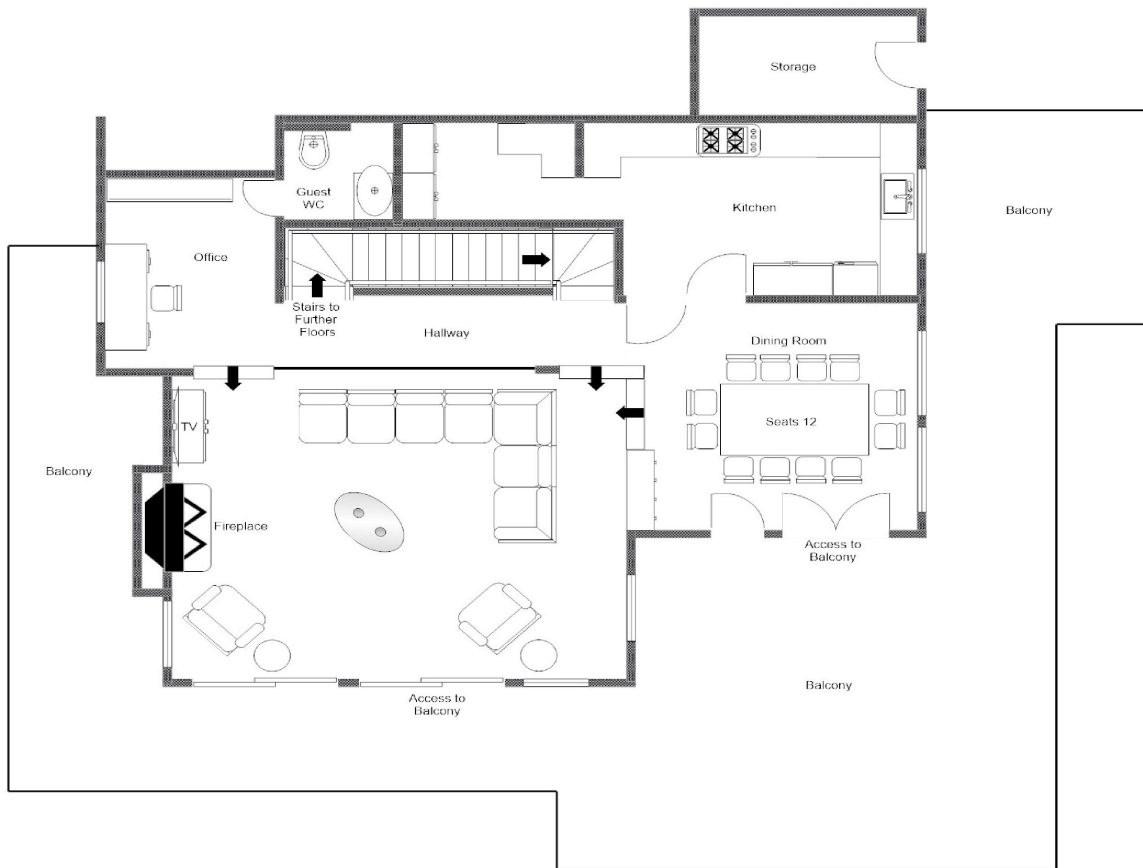 Storage
Guest
WC
Kitchen
Balcony
Office
Stairs to
Further
Floors
Hallway
Dining Room
TV
Seats 12
Balcony
Fireplace
Access to
Balcony
Balcony
Access to
Balcony